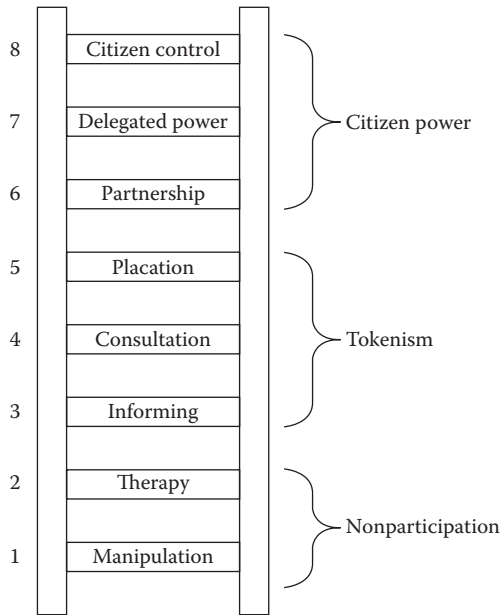 8 Citizen control
7 Delegated power
Citizen power
6 Partnership
5 Placation
4 Consultation
Tokenism
3 Informing
2 Therapy
Nonparticipation
1 Manipulation